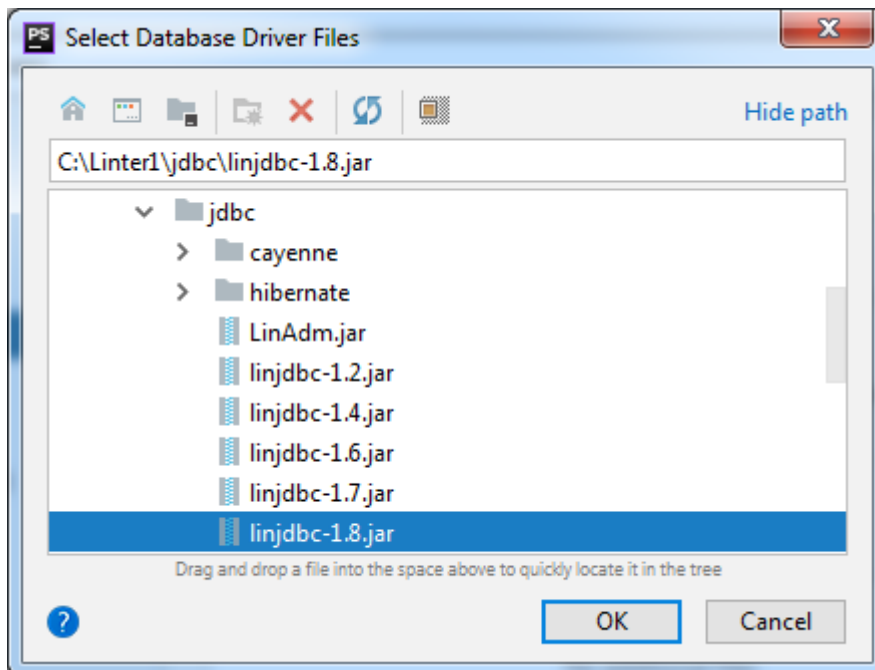 PS Select Database Driver Files
Hide path
C:\Linter1\jdbc\linjdbc-1.8.jar
jdbc
cayenne
hibernate
LinAdm.jar
linjdbc-1.2.jar
linjdbc-1.4.jar
linjdbc-1.6.jar
linjdbc-1.7.jar
linjdbc-1.8.jar
Drag and drop a file into the space above to quickly locate it in the tree
? OK Cancel